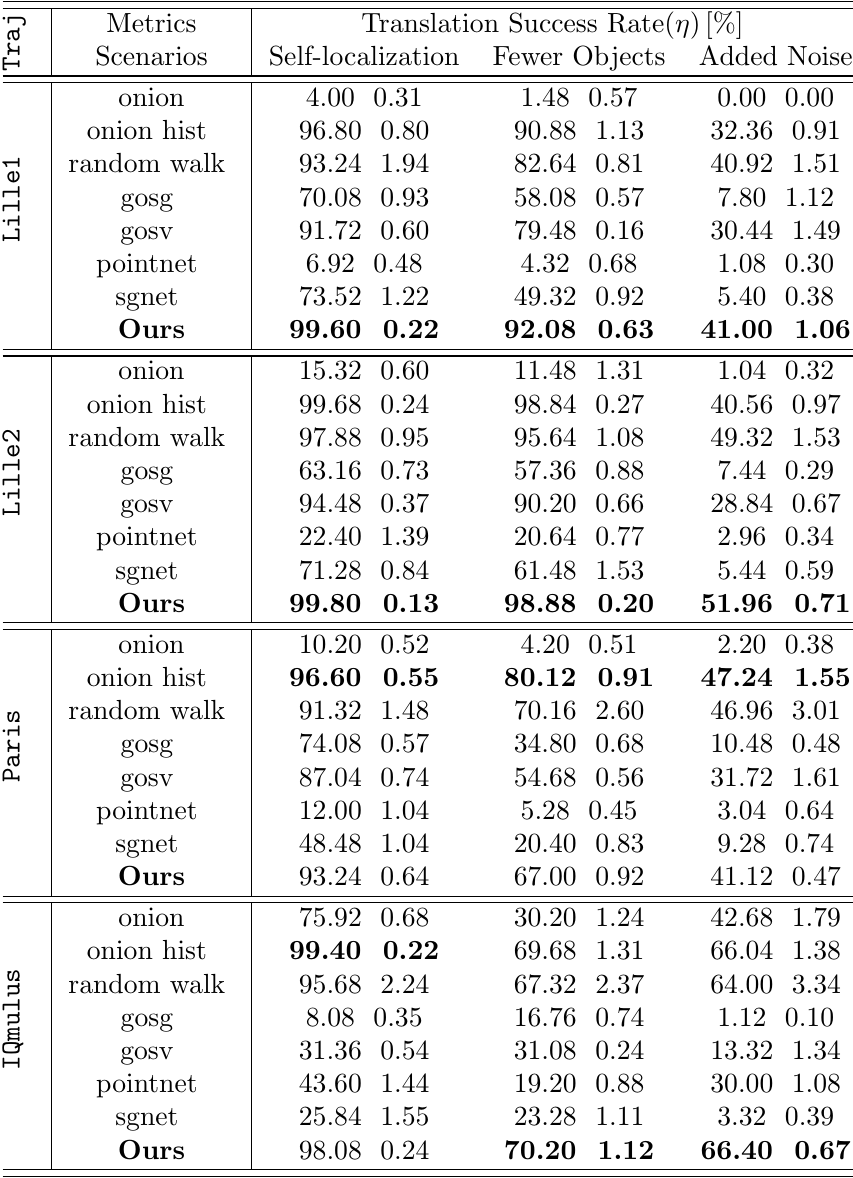 Traj Metrics Translation Success Rate(η) [%]
Scenarios Self-localization Fewer Objects Added Noise
Lille1
onion 4.00 0.31 1.48 0.57 0.00 0.00
onion hist 96.80 0.80 90.88 1.13 32.36 0.91
random walk 93.24 1.94 82.64 0.81 40.92 1.51
gosg 70.08 0.93 58.08 0.57 7.80 1.12
gosv 91.72 0.60 79.48 0.16 30.44 1.49
pointnet 6.92 0.48 4.32 0.68 1.08 0.30
sgnet 73.52 1.22 49.32 0.92 5.40 0.38
Ours 99.60 0.22 92.08 0.63 41.00 1.06
Lille2
onion 15.32 0.60 11.48 1.31 1.04 0.32
onion hist 99.68 0.24 98.84 0.27 40.56 0.97
random walk 97.88 0.95 95.64 1.08 49.32 1.53
gosg 63.16 0.73 57.36 0.88 7.44 0.29
gosv 94.48 0.37 90.20 0.66 28.84 0.67
pointnet 22.40 1.39 20.64 0.77 2.96 0.34
sgnet 71.28 0.84 61.48 1.53 5.44 0.59
Ours 99.80 0.13 98.88 0.20 51.96 0.71
Paris
onion 10.20 0.52 4.20 0.51 2.20 0.38
onion hist 96.60 0.55 80.12 0.91 47.24 1.55
random walk 91.32 1.48 70.16 2.60 46.96 3.01
gosg 74.08 0.57 34.80 0.68 10.48 0.48
gosv 87.04 0.74 54.68 0.56 31.72 1.61
pointnet 12.00 1.04 5.28 0.45 3.04 0.64
sgnet 48.48 1.04 20.40 0.83 9.28 0.74
Ours 93.24 0.64 67.00 0.92 41.12 0.47
IQmulus
onion 75.92 0.68 30.20 1.24 42.68 1.79
onion hist 99.40 0.22 69.68 1.31 66.04 1.38
random walk 95.68 2.24 67.32 2.37 64.00 3.34
gosg 8.08 0.35 16.76 0.74 1.12 0.10
gosv 31.36 0.54 31.08 0.24 13.32 1.34
pointnet 43.60 1.44 19.20 0.88 30.00 1.08
sgnet 25.84 1.55 23.28 1.11 3.32 0.39
Ours 98.08 0.24 70.20 1.12 66.40 0.67